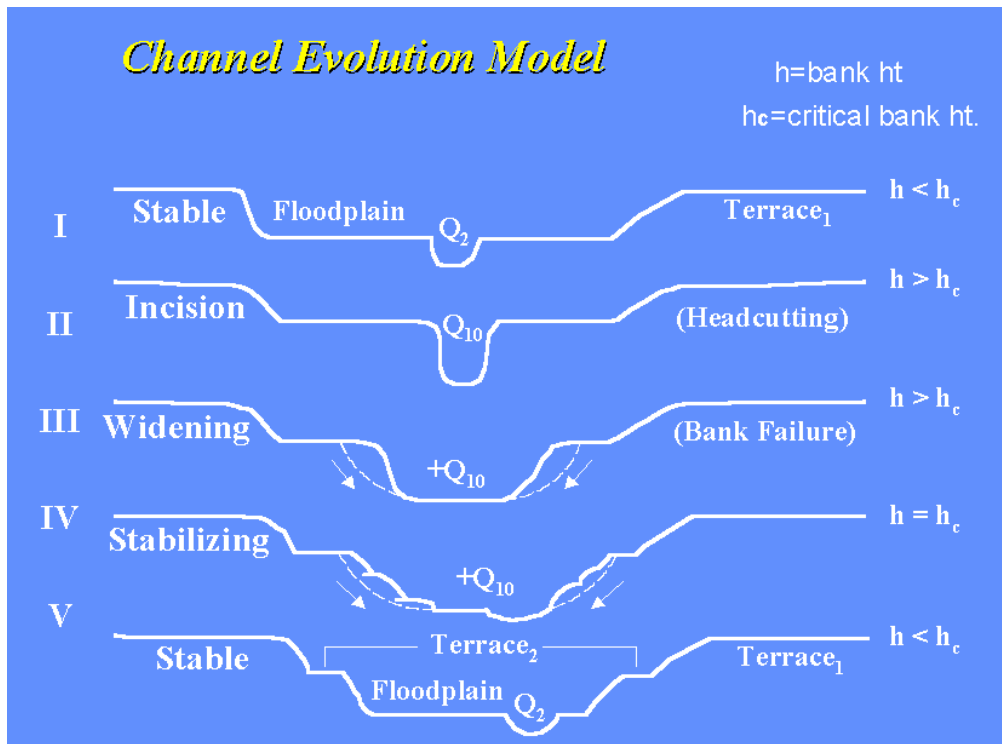 Channel Evolution Model
h=bank ht
hc=critical bank ht.
I
Stable
Floodplain
Q2
Terrace1
h < hc
II
Incision
Q10
(Headcutting)
h > hc
III
Widening
+Q10
(Bank Failure)
h > hc
IV
Stabilizing
+Q10
h = hc
V
Stable
Terrace2
Floodplain
Q2
Terrace1
h < hc